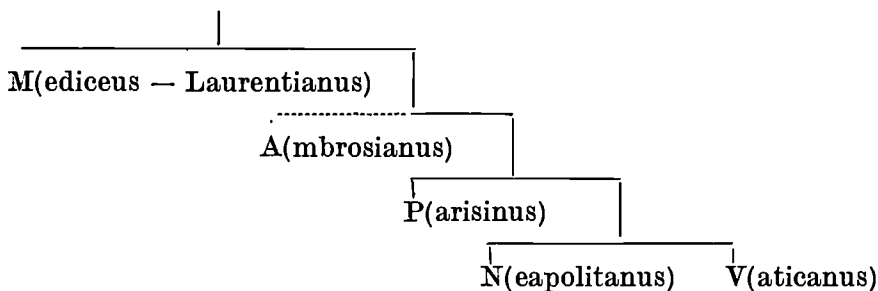 M(ediceus — Laurentianus)
A(mbrosianus)
P(arisinus)
N(eapolitanus) V(aticanus)